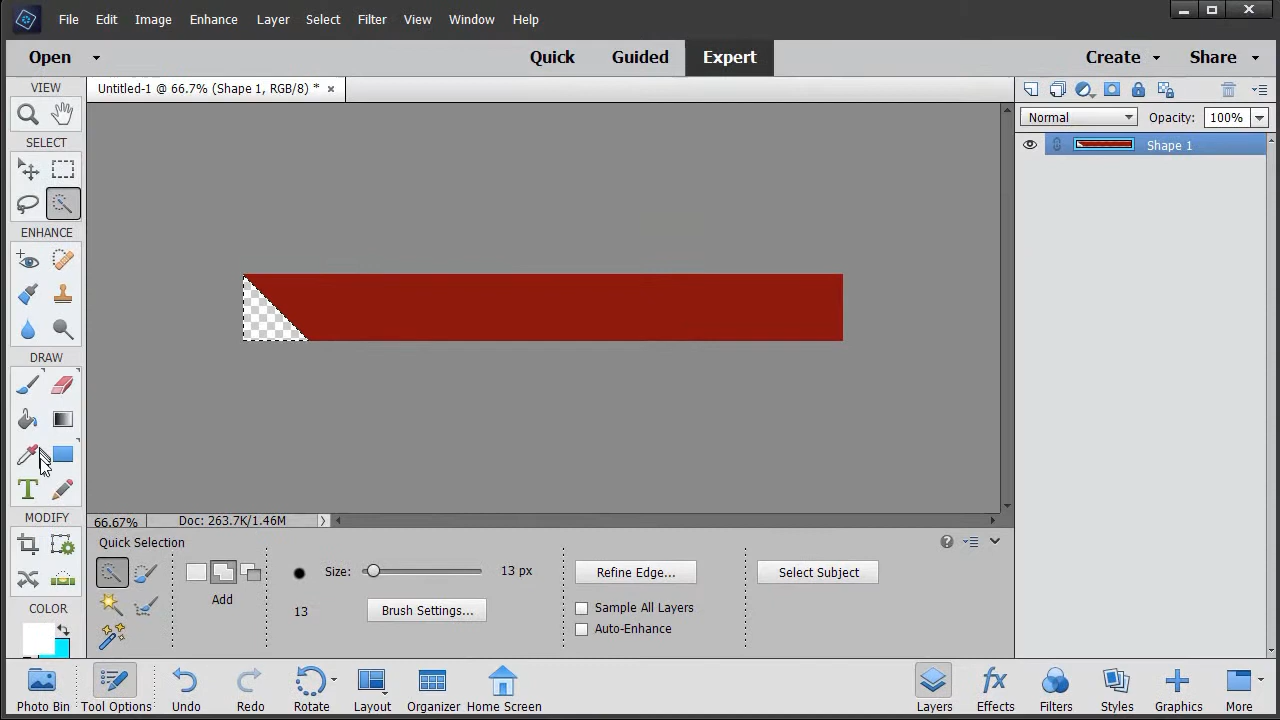 File Edit Image Enhance Layer Select Filter View Window Help
Open Quick Guided Expert Create Share
VIEW
Untitled-1 @ 66.7% (Shape 1, RGB/8) * ×
Normal Opacity: 100%
SELECT
Shape 1
ENHANCE
DRAW
T
MODIFY
66.67% Doc: 263.7K/1.46M
Quick Selection
Size: 13 px Refine Edge... Select Subject
Add 13 Brush Settings... Sample All Layers
COLOR
Auto-Enhance
Photo Bin Tool Options Undo Redo Rotate Layout Organizer Home Screen Layers Effects Filters Styles Graphics More